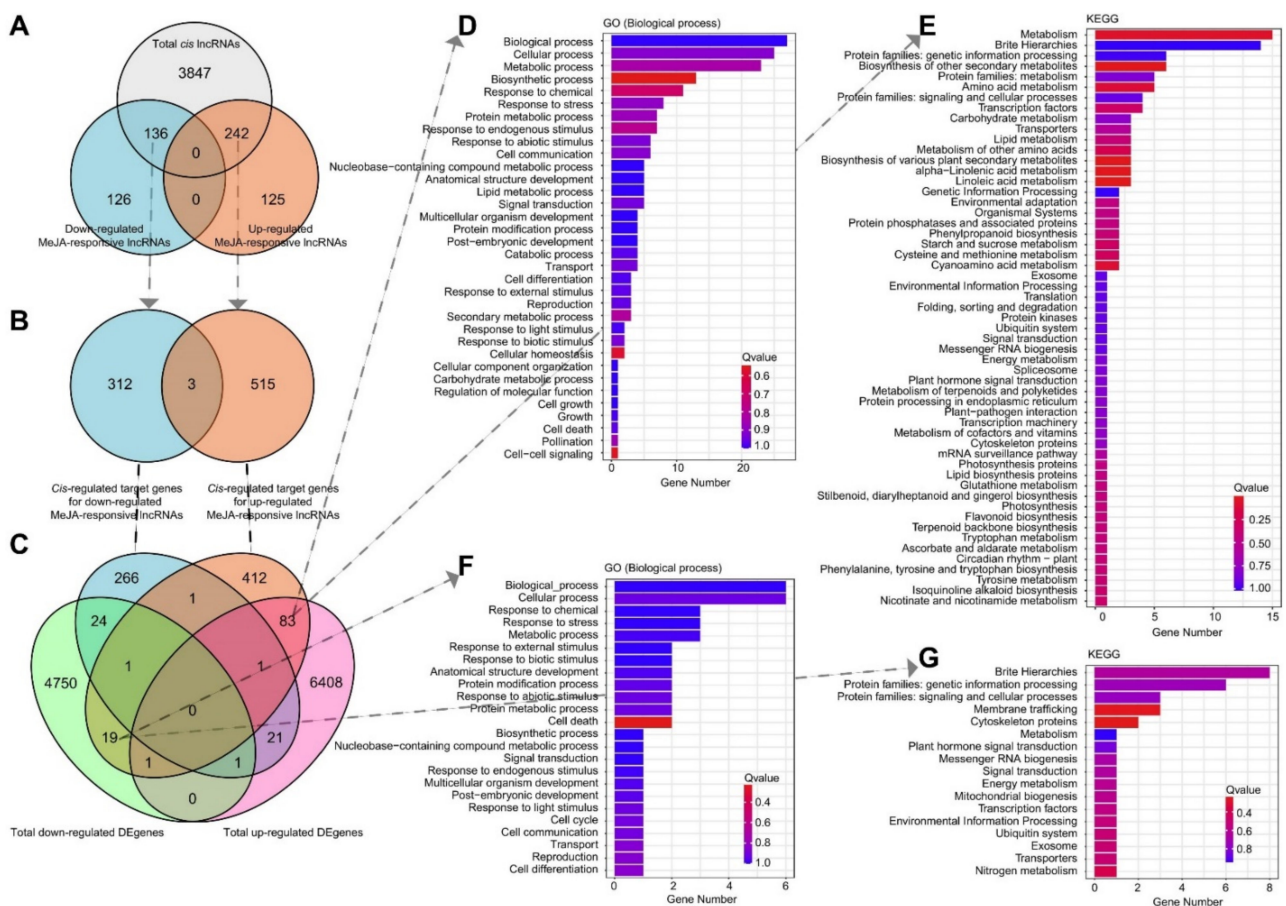 A
Total cis lncRNAs
3847
136
242
0
126
0
125
Down-regulated
MeJA-responsive lncRNAs
Up-regulated
MeJA-responsive lncRNAs
B
312
3
515
Cis-regulated target genes
for down-regulated
MeJA-responsive lncRNAs
Cis-regulated target genes
for up-regulated
MeJA-responsive lncRNAs
C
266
412
1
24
83
1
1
4750
6408
0
19
21
1
1
0
Total down-regulated DEgenes
Total up-regulated DEgenes
D
GO (Biological process)
Biological process
Cellular process
Metabolic process
Biosynthetic process
Response to chemical
Response to stress
Protein metabolic process
Response to endogenous stimulus
Response to abiotic stimulus
Cell communication
Nucleobase-containing compound metabolic process
Anatomical structure development
Lipid metabolic process
Signal transduction
Multicellular organism development
Protein modification process
Post-embryonic development
Catabolic process
Transport
Cell differentiation
Response to external stimulus
Reproduction
Secondary metabolic process
Response to light stimulus
Response to biotic stimulus
Cellular homeostasis
Cellular component organization
Carbohydrate metabolic process
Regulation of molecular function
Cell growth
Growth
Cell death
Pollination
Cell-cell signaling
Qvalue
0.6
0.7
0.8
0.9
1.0
0 10 20
Gene Number
E
KEGG
Metabolism
Brite Hierarchies
Protein families: genetic information processing
Biosynthesis of other secondary metabolites
Protein families: metabolism
Amino acid metabolism
Protein families: signaling and cellular processes
Transcription factors
Carbohydrate metabolism
Transporters
Lipid metabolism
Metabolism of other amino acids
Biosynthesis of various plant secondary metabolites
alpha-Linolenic acid metabolism
Linoleic acid metabolism
Genetic Information Processing
Environmental adaptation
Organismal Systems
Protein phosphatases and associated proteins
Phenylpropanoid biosynthesis
Starch and sucrose metabolism
Cysteine and methionine metabolism
Cyanoamino acid metabolism
Exosome
Environmental Information Processing
Translation
Folding, sorting and degradation
Protein kinases
Ubiquitin system
Signal transduction
Messenger RNA biogenesis
Energy metabolism
Spliceosome
Plant hormone signal transduction
Metabolism of terpenoids and polyketides
Protein processing in endoplasmic reticulum
Plant-pathogen interaction
Transcription machinery
Metabolism of cofactors and vitamins
Cytoskeleton proteins
mRNA surveillance pathway
Photosynthesis proteins
Lipid biosynthesis proteins
Glutathione metabolism
Stilbenoid, diarylheptanoid and gingerol biosynthesis
Photosynthesis
Flavonoid biosynthesis
Terpenoid backbone biosynthesis
Tryptophan metabolism
Ascorbate and aldarate metabolism
Circadian rhythm − plant
Phenylalanine, tyrosine and tryptophan biosynthesis
Tyrosine metabolism
Isoquinoline alkaloid biosynthesis
Nicotinate and nicotinamide metabolism
Qvalue
0.25
0.50
0.75
1.00
0 5 10 15
Gene Number
F
GO (Biological process)
Biological_process
Cellular process
Response to chemical
Response to stress
Metabolic process
Response to external stimulus
Response to biotic stimulus
Anatomical structure development
Protein modification process
Response to abiotic stimulus
Protein metabolic process
Cell death
Biosynthetic process
Nucleobase-containing compound metabolic process
Signal transduction
Response to endogenous stimulus
Multicellular organism development
Post-embryonic development
Response to light stimulus
Cell cycle
Cell communication
Transport
Reproduction
Cell differentiation
Qvalue
0.4
0.6
0.8
1.0
0 2 4 6
Gene Number
G
KEGG
Brite Hierarchies
Protein families: genetic information processing
Protein families: signaling and cellular processes
Membrane trafficking
Cytoskeleton proteins
Metabolism
Plant hormone signal transduction
Messenger RNA biogenesis
Signal transduction
Energy metabolism
Mitochondrial biogenesis
Transcription factors
Environmental Information Processing
Ubiquitin system
Exosome
Transporters
Nitrogen metabolism
Qvalue
0.4
0.6
0.8
0 2 4 6 8
Gene Number